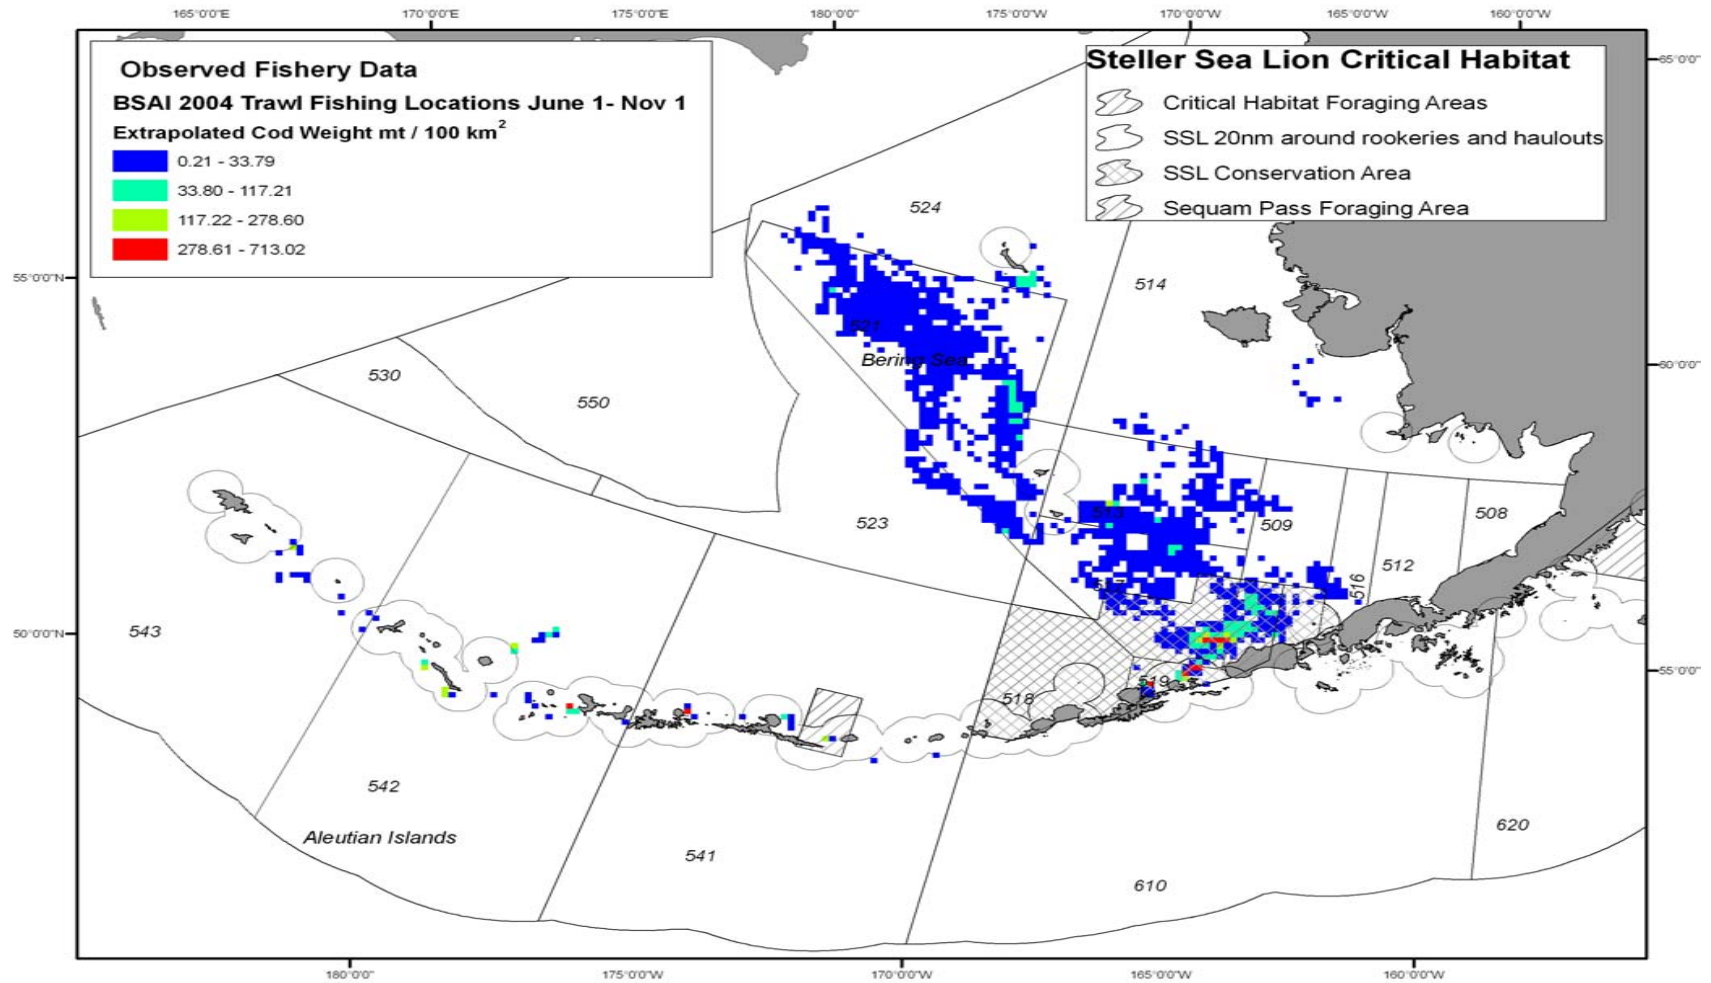 165°0'0"E 170°0'0"E 175°0'0"E 180°0'0" 175°0'0"W 170°0'0"W 165°0'0"W 160°0'0"W
Observed Fishery Data
BSAI 2004 Trawl Fishing Locations June 1- Nov 1
Extrapolated Cod Weight mt / 100 km²
0.21 - 33.79
33.80 - 117.21
117.22 - 278.60
278.61 - 713.02
Steller Sea Lion Critical Habitat
Critical Habitat Foraging Areas
SSL 20nm around rookeries and haulouts
SSL Conservation Area
Sequam Pass Foraging Area
65°0'0"
524
55°0'0"N
514
521
Bering Sea
60°0'0"
530
550
523
513
509
508
512
517
516
50°0'0"N
543
55°0'0"
519
518
542
Aleutian Islands
541
620
610
180°0'0" 175°0'0"W 170°0'0"W 165°0'0"W 160°0'0"W